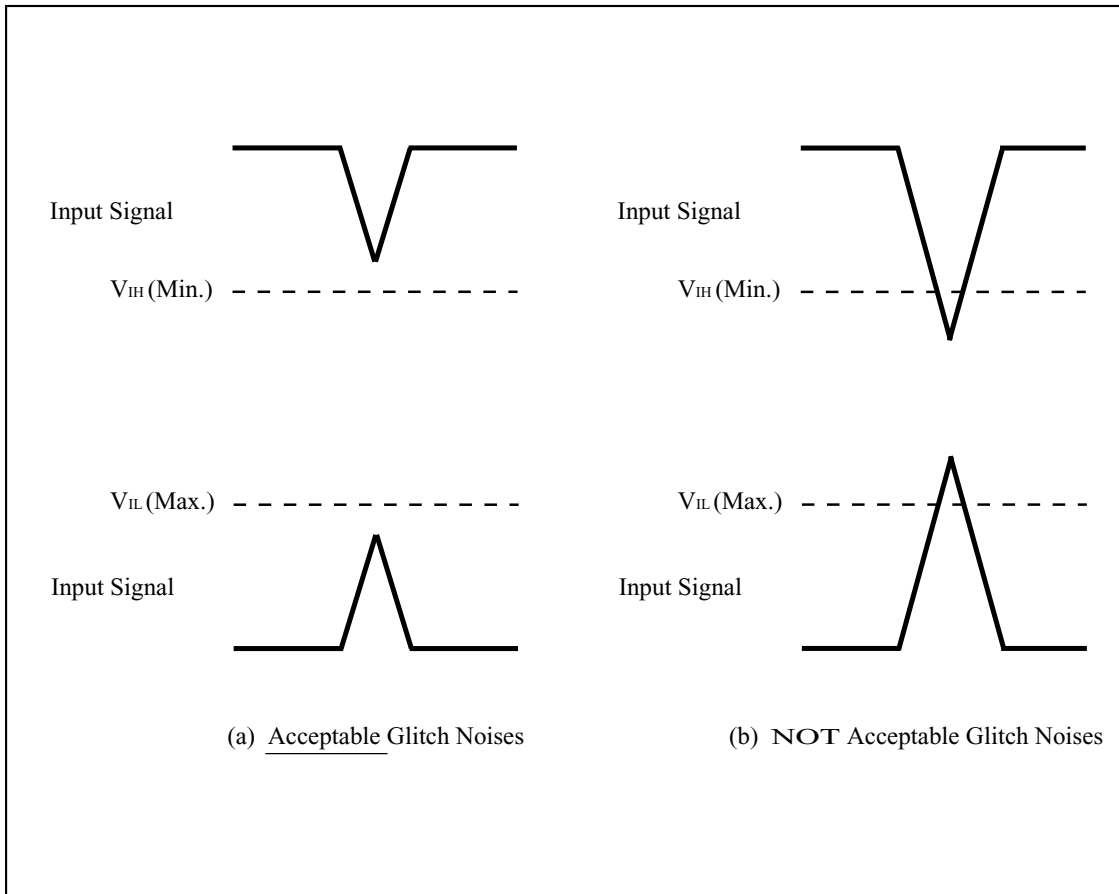 Input Signal
Input Signal
VIH (Min.)
VIH (Min.)
VIL (Max.)
VIL (Max.)
Input Signal
Input Signal
(a) Acceptable Glitch Noises
(b) NOT Acceptable Glitch Noises